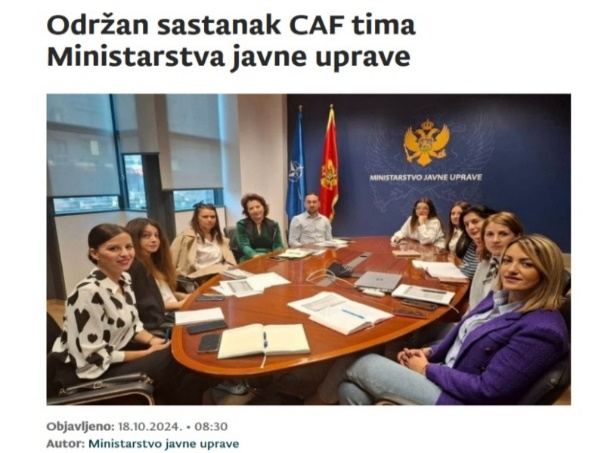 Održan sastanak CAF tima
Ministarstva javne uprave
MINISTARSTVO JAVNE UPRAVE
Objavljeno: 18.10.2024. • 08:30
Autor: Ministarstvo javne uprave